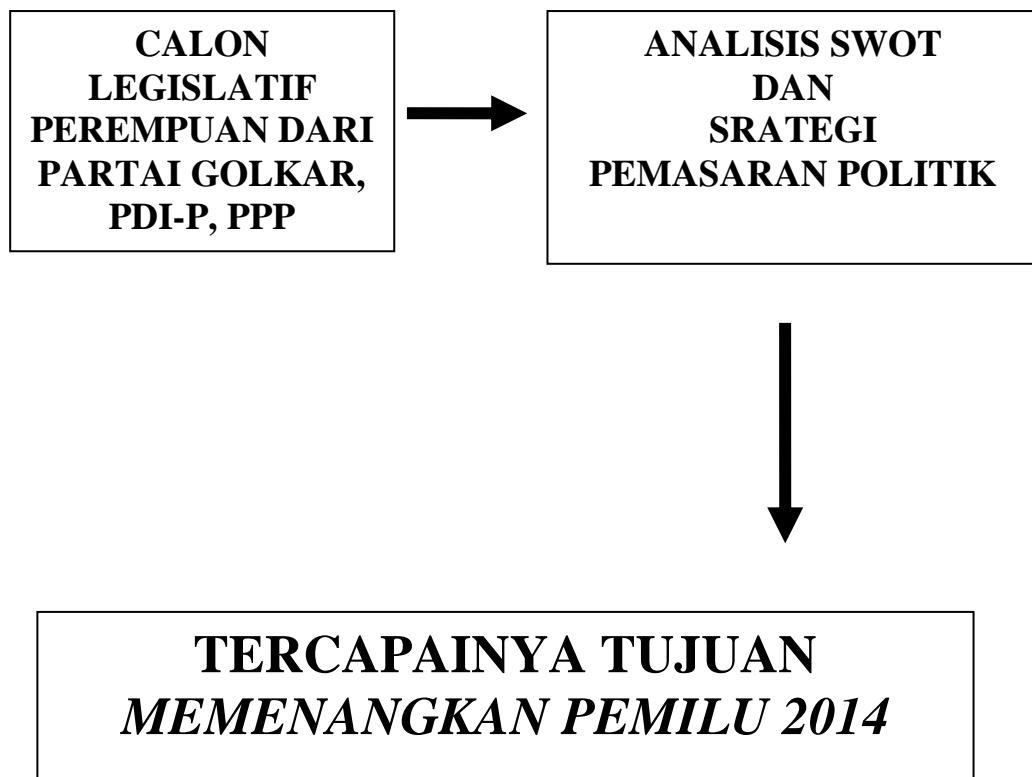 CALON
LEGISLATIF
PEREMPUAN DARI
PARTAI GOLKAR,
PDI-P, PPP
ANALISIS SWOT
DAN
SRATEGI
PEMASARAN POLITIK
TERCAPAINYA TUJUAN
MEMENANGKAN PEMILU 2014